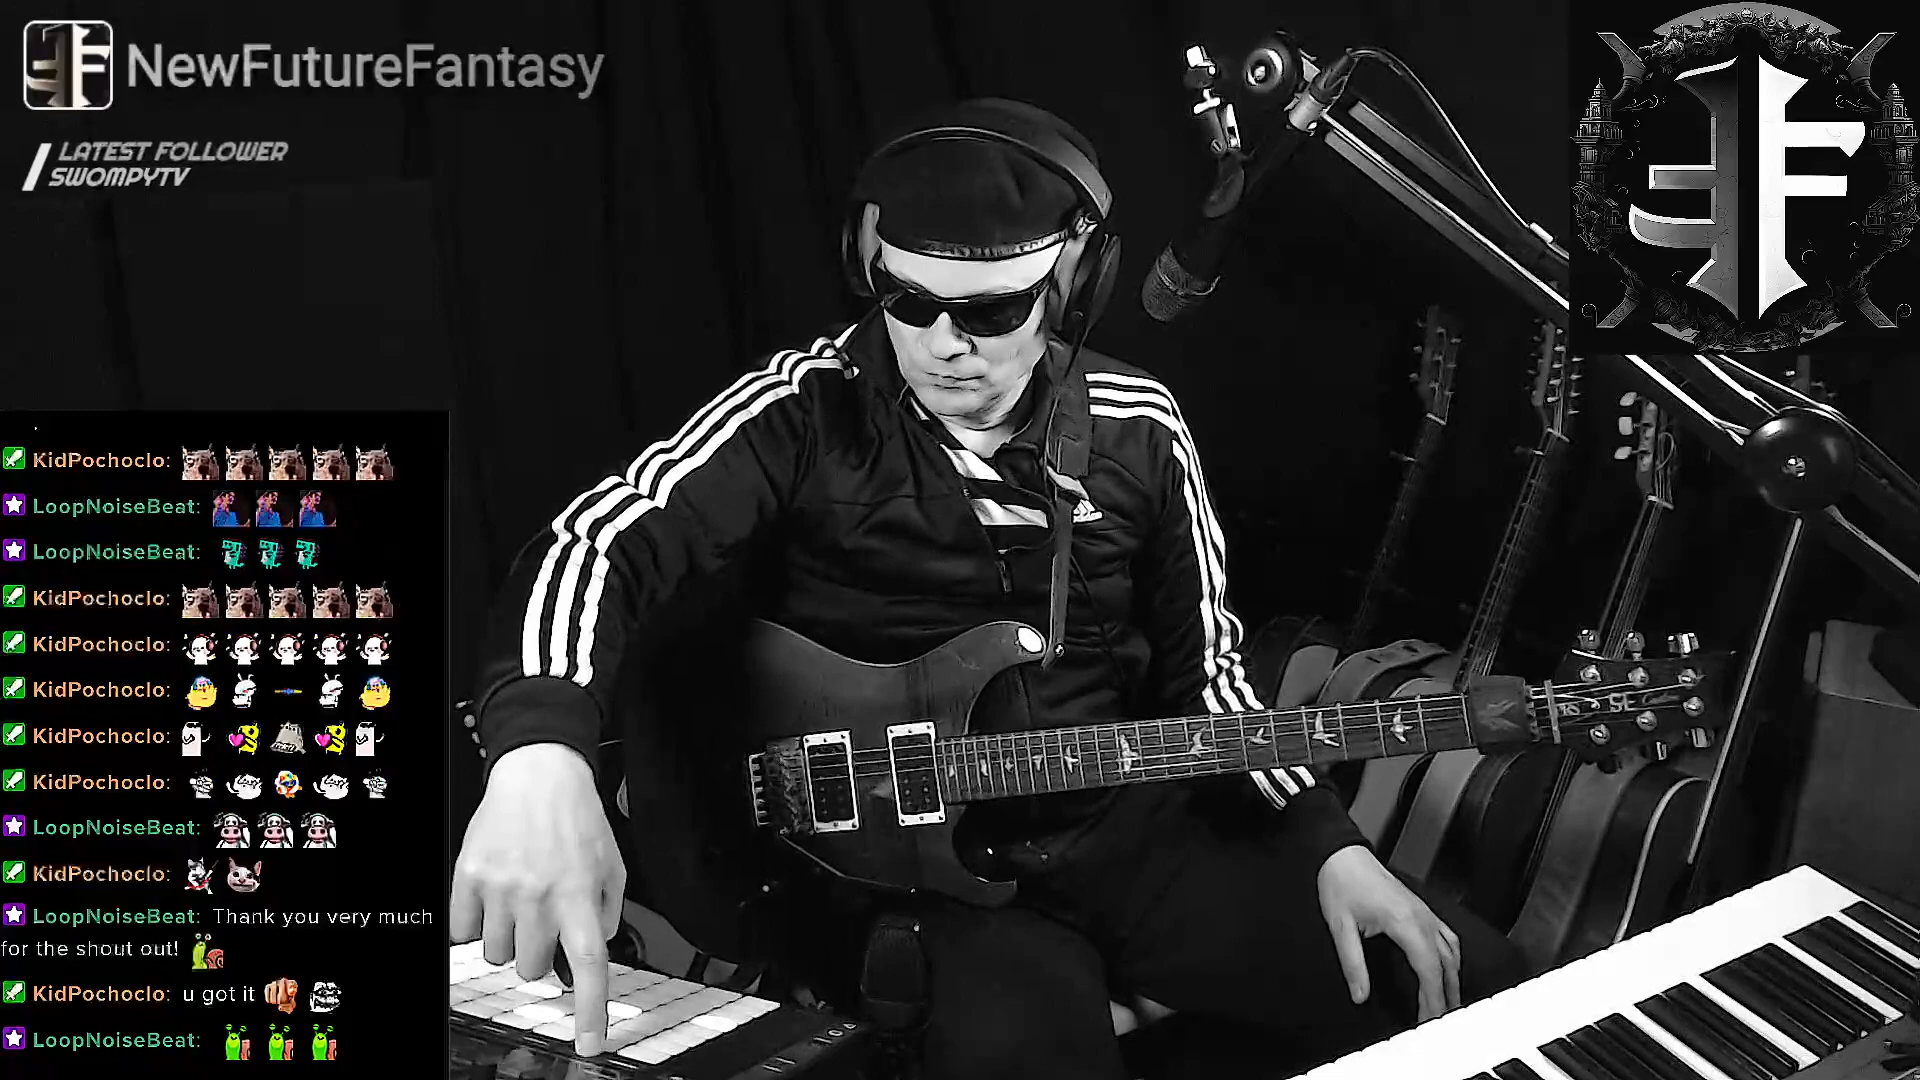 NewFutureFantasy
LATEST FOLLOWER
SWOMPYTV
KidPochoclo:
LoopNoiseBeat:
LoopNoiseBeat:
KidPochoclo:
KidPochoclo:
KidPochoclo:
KidPochoclo:
KidPochoclo:
LoopNoiseBeat:
KidPochoclo:
LoopNoiseBeat: Thank you very much
for the shout out!
KidPochoclo: u got it
LoopNoiseBeat: